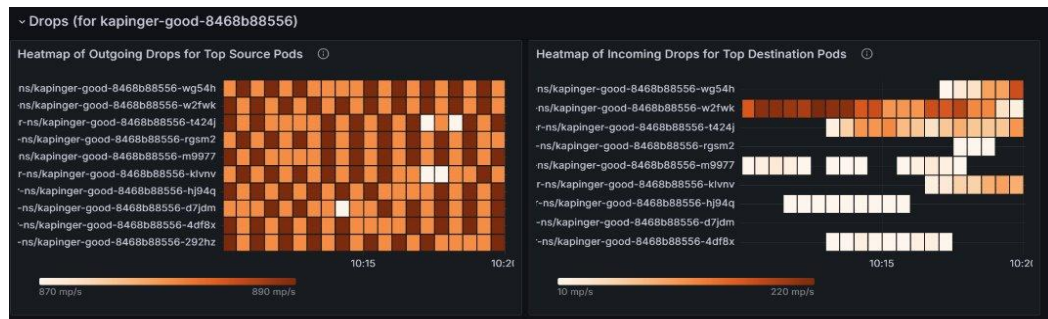 Drops (for kapinger-good-8468b88556)
Heatmap of Outgoing Drops for Top Source Pods
ns/kapinger-good-8468b88556-wg54h
-ns/kapinger-good-8468b88556-w2fwk
r-ns/kapinger-good-8468b88556-t424j
-ns/kapinger-good-8468b88556-rgsm2
ns/kapinger-good-8468b88556-m9977
r-ns/kapinger-good-8468b88556-klvnv
-ns/kapinger-good-8468b88556-hj94q
-ns/kapinger-good-8468b88556-d7jdm
-ns/kapinger-good-8468b88556-4df8x
-ns/kapinger-good-8468b88556-292hz
10:15 10:20
870 mp/s 890 mp/s
Heatmap of Incoming Drops for Top Destination Pods
-ns/kapinger-good-8468b88556-wg54h
-ns/kapinger-good-8468b88556-w2fwk
r-ns/kapinger-good-8468b88556-t424j
-ns/kapinger-good-8468b88556-rgsm2
-ns/kapinger-good-8468b88556-m9977
r-ns/kapinger-good-8468b88556-klvnv
-ns/kapinger-good-8468b88556-hj94q
-ns/kapinger-good-8468b88556-d7jdm
-ns/kapinger-good-8468b88556-4df8x
10:15 10:20
10 mp/s 220 mp/s